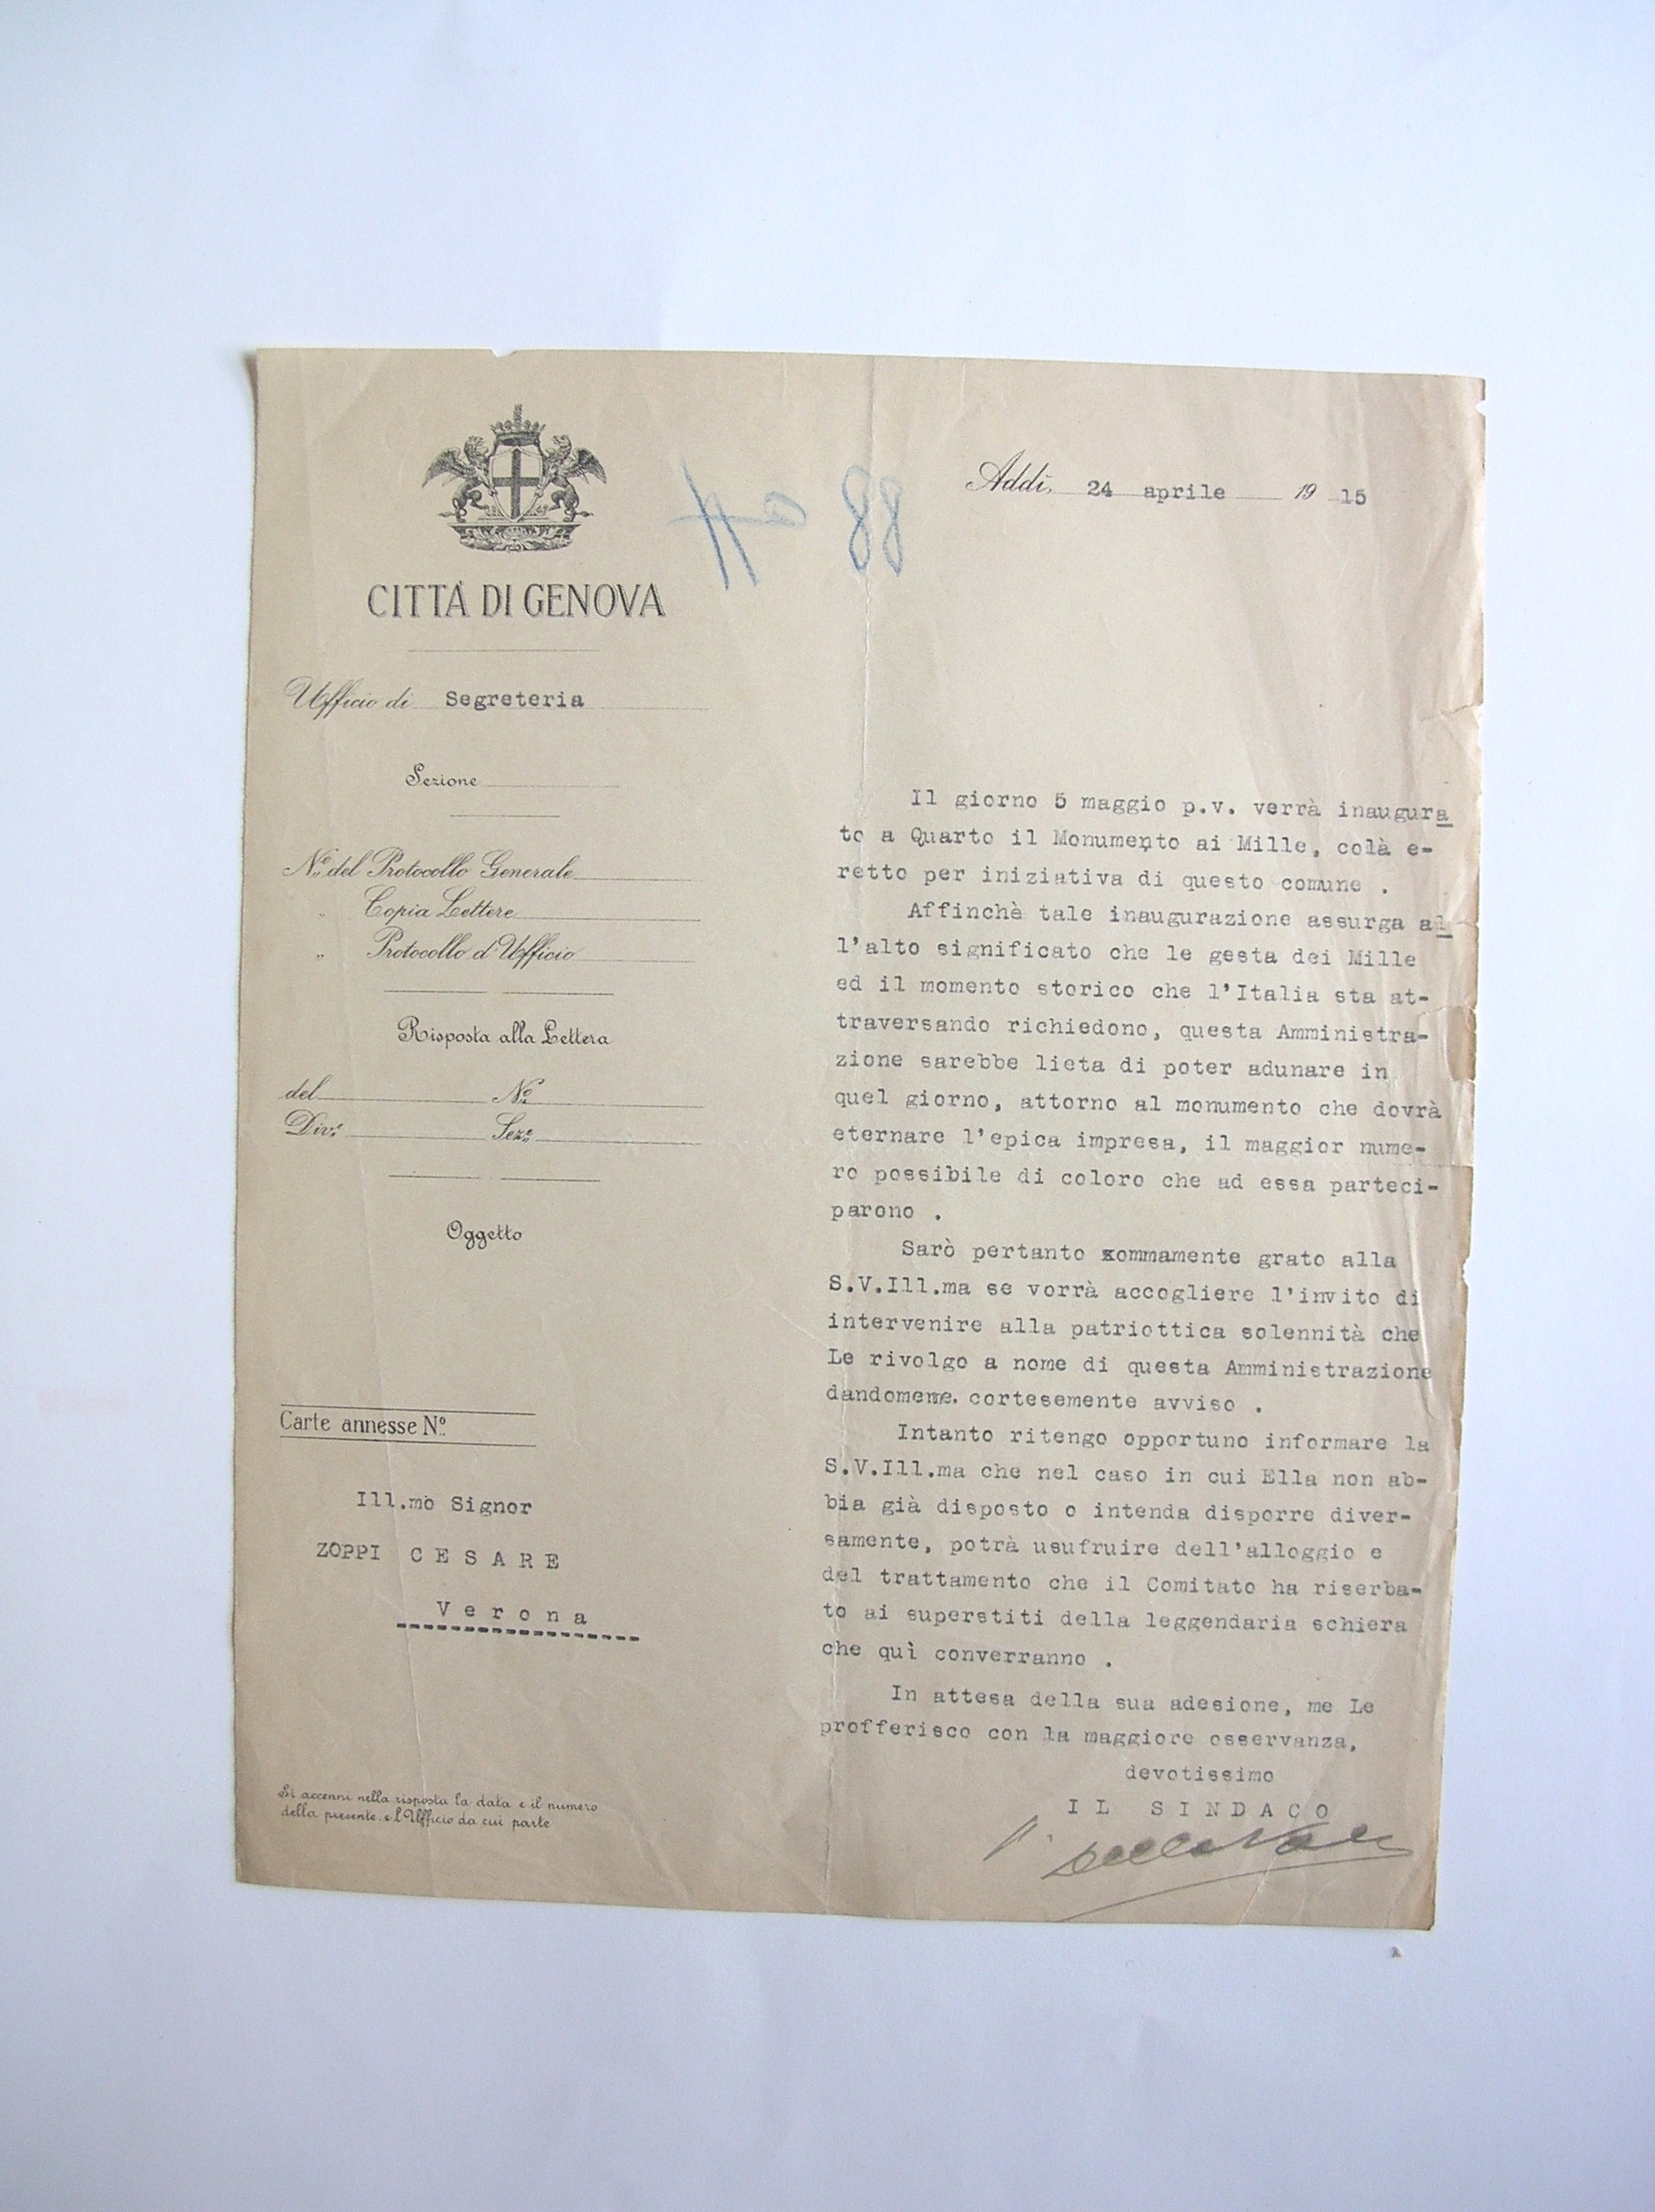 CITTÀ DI GENOVA
Ufficio di Segreteria
Sezione
N.º del Protocollo Generale
„ Copia Lettere
„ Protocollo d'Ufficio
Risposta alla Lettera
del N.º
Div.e Sez.e
Oggetto
Carte annesse N.º
Ill.mo Signor
ZOPPI CESARE
Verona
Si accenni nella risposta la data e il numero
della presente e l'Ufficio da cui parte
88
Addì, 24 aprile 19 15
Il giorno 5 maggio p.v. verrà inaugura
to a Quarto il Monumento ai Mille, colà e-
retto per iniziativa di questo comune .
Affinchè tale inaugurazione assurga al
l'alto significato che le gesta dei Mille
ed il momento storico che l'Italia sta at-
traversando richiedono, questa Amministra-
zione sarebbe lieta di poter adunare in
quel giorno, attorno al monumento che dovrà
eternare l'epica impresa, il maggior nume-
ro possibile di coloro che ad essa parteci-
parono .
Sarò pertanto sommamente grato alla
S.V.Ill.ma se vorrà accogliere l'invito di
intervenire alla patriottica solennità che
Le rivolgo a nome di questa Amministrazione
dandomene. cortesemente avviso .
Intanto ritengo opportuno informare la
S.V.Ill.ma che nel caso in cui Ella non ab-
bia già disposto o intenda disporre diver-
samente, potrà usufruire dell'alloggio e
del trattamento che il Comitato ha riserba-
to ai superstiti della leggendaria schiera
che quì converranno .
In attesa della sua adesione, me Le
profferisco con la maggiore osservanza,
devotissimo
IL SINDACO